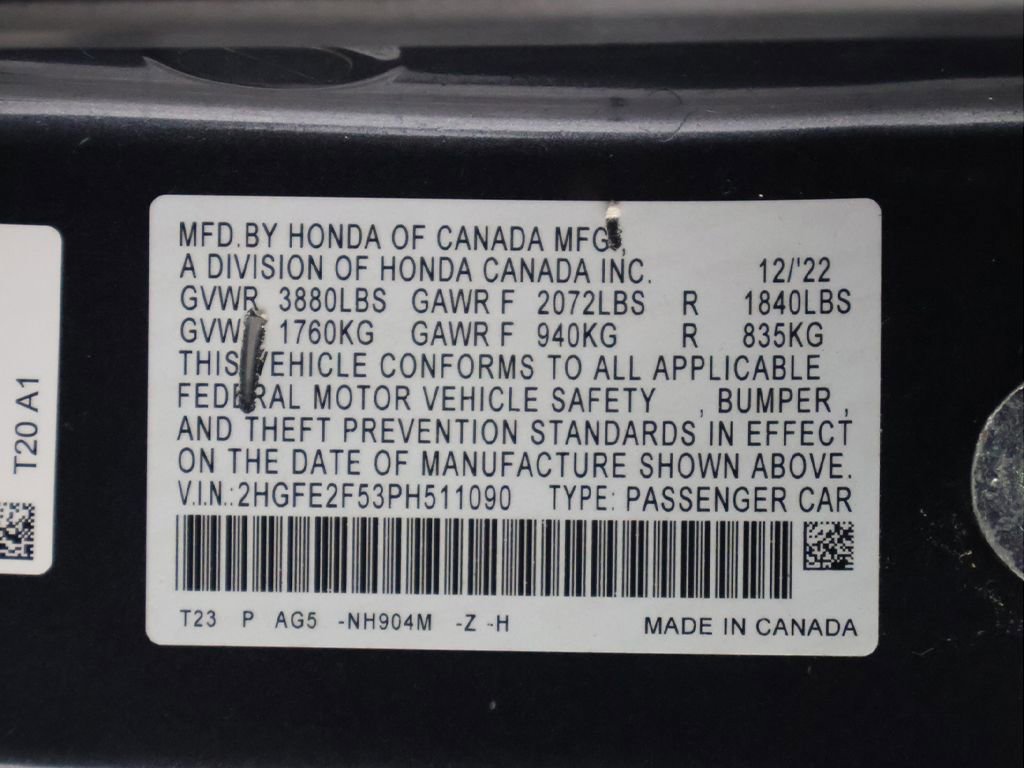 MFD.BY HONDA OF CANADA MFG.,
A DIVISION OF HONDA CANADA INC. 12/'22
GVWR 3880LBS GAWR F 2072LBS R 1840LBS
GVWR 1760KG GAWR F 940KG R 835KG
THIS VEHICLE CONFORMS TO ALL APPLICABLE
FEDERAL MOTOR VEHICLE SAFETY , BUMPER ,
AND THEFT PREVENTION STANDARDS IN EFFECT
ON THE DATE OF MANUFACTURE SHOWN ABOVE.
V.I.N.:2HGFE2F53PH511090 TYPE: PASSENGER CAR
T23 P AG5 -NH904M -Z -H MADE IN CANADA
T20 A1